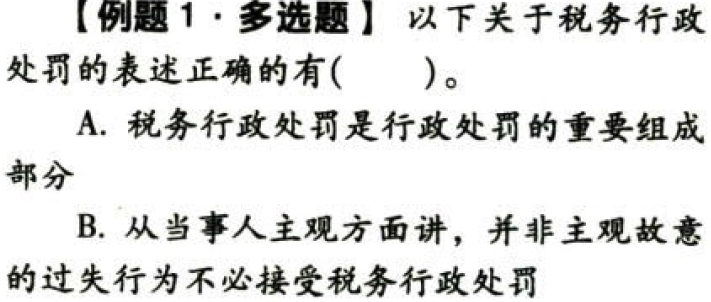 【例题1·多选题】 以下关于税务行政
处罚的表述正确的有(　　)。
A. 税务行政处罚是行政处罚的重要组成
部分
B. 从当事人主观方面讲，并非主观故意
的过失行为不必接受税务行政处罚